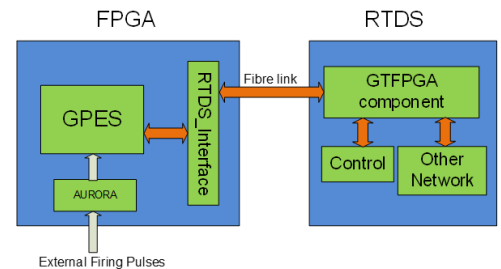 FPGA
RTDS
GPES
RTDS_Interface
Fibre link
GTFPGA
component
AURORA
Control
Other
Network
External Firing Pulses